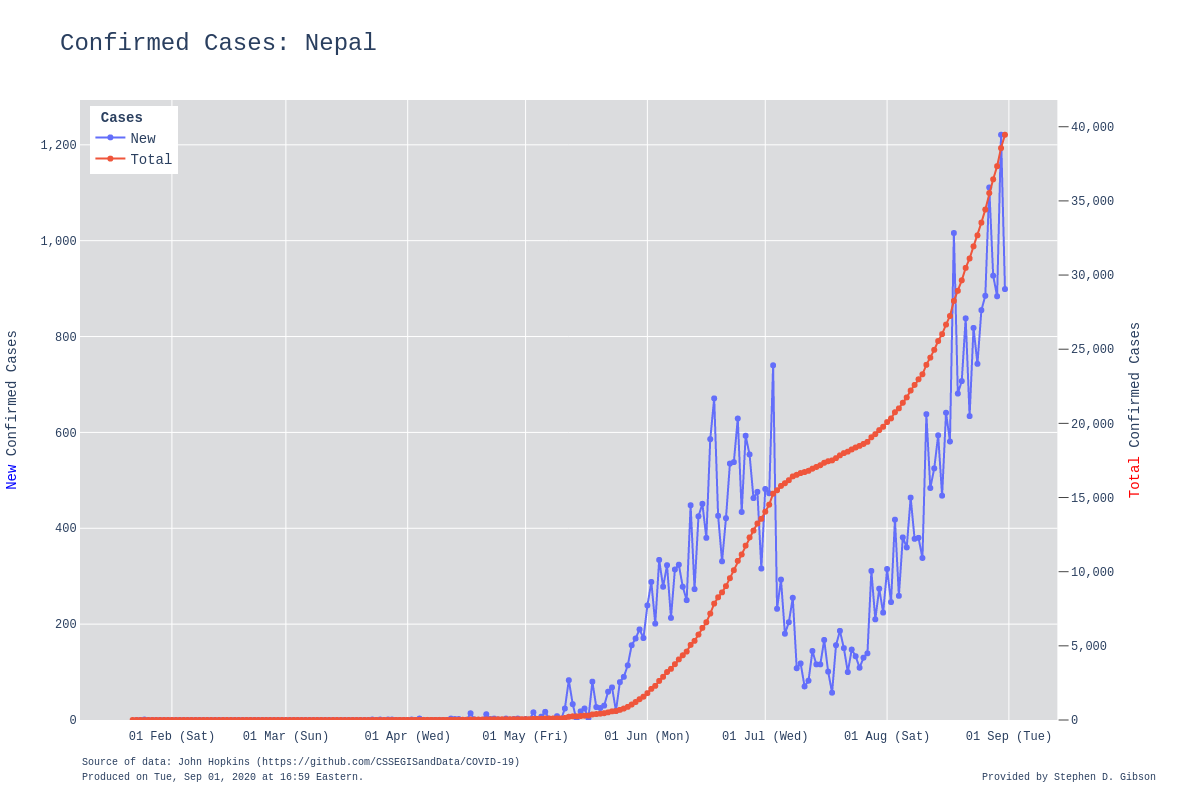 Confirmed Cases: Nepal
Cases
New
Total
1,200
1,000
800
600
400
200
0
40,000
35,000
30,000
25,000
20,000
15,000
10,000
5,000
0
New Confirmed Cases
Total Confirmed Cases
01 Feb (Sat)
01 Mar (Sun)
01 Apr (Wed)
01 May (Fri)
01 Jun (Mon)
01 Jul (Wed)
01 Aug (Sat)
01 Sep (Tue)
Source of data: John Hopkins (https://github.com/CSSEGISandData/COVID-19)
Produced on Tue, Sep 01, 2020 at 16:59 Eastern.
Provided by Stephen D. Gibson